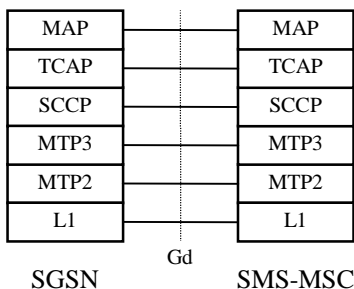 MAP MAP
TCAP TCAP
SCCP SCCP
MTP3 MTP3
MTP2 MTP2
L1 L1
Gd
SGSN SMS-MSC